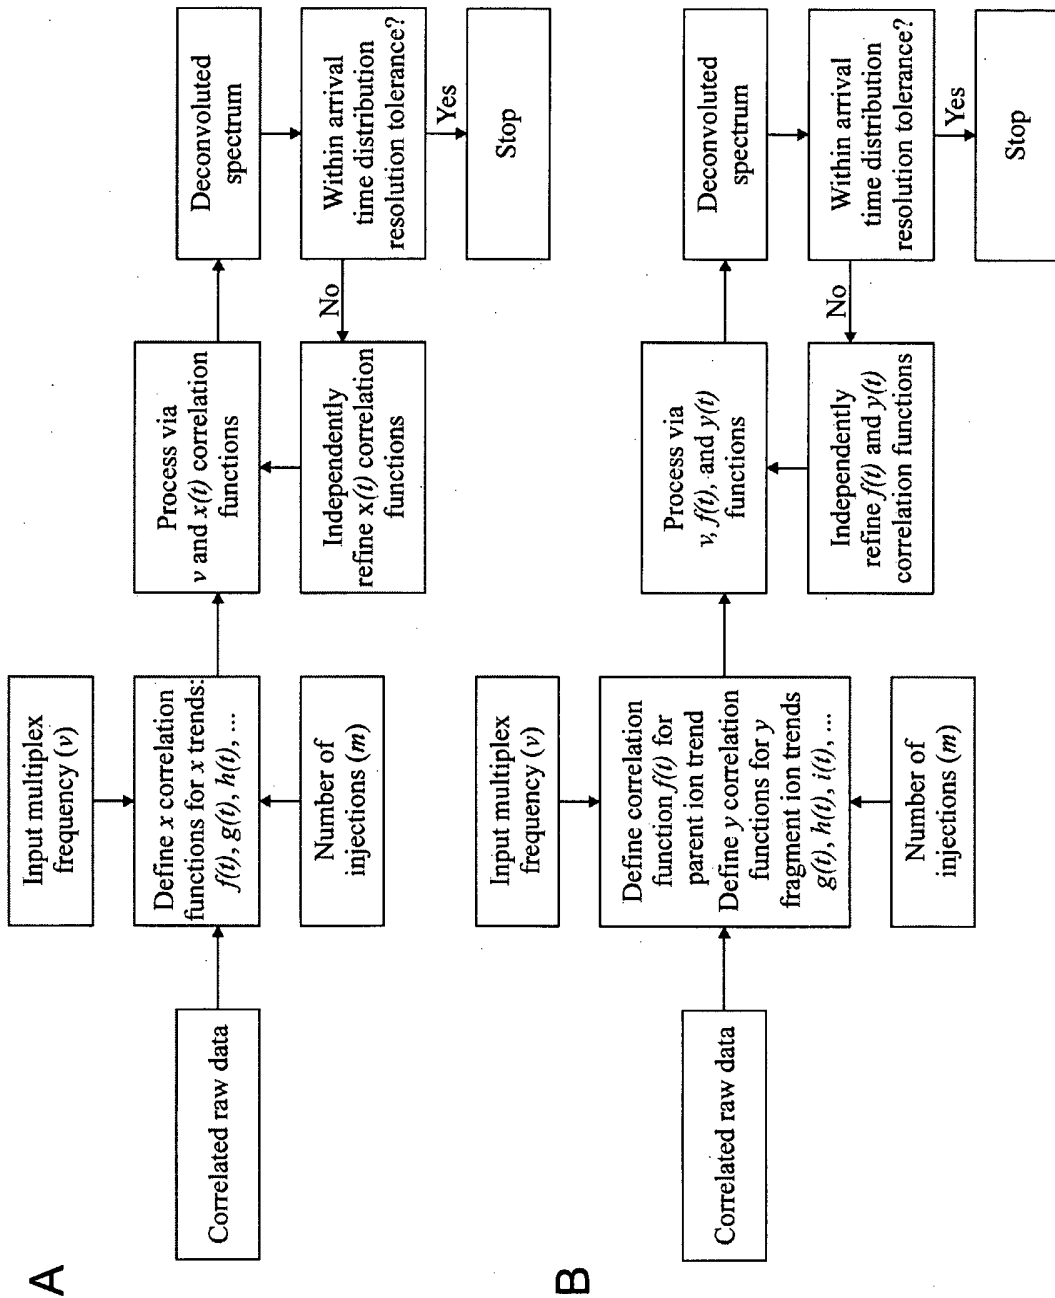 A
Correlated raw data
Input multiplex
frequency (v)
Define x correlation
functions for x trends:
f(t), g(t), h(t), ...
Number of
injections (m)
Process via
v and x(t) correlation
functions
Independently
refine x(t) correlation
functions
No
Deconvoluted
spectrum
Within arrival
time distribution
resolution tolerance?
Yes
Stop
B
Correlated raw data
Input multiplex
frequency (v)
Define correlation
function f(t) for
parent ion trend
Define y correlation
functions for y
fragment ion trends
g(t), h(t), i(t), ...
Number of
injections (m)
Process via
v, f(t), and y(t)
functions
Independently
refine f(t) and y(t)
correlation functions
No
Deconvoluted
spectrum
Within arrival
time distribution
resolution tolerance?
Yes
Stop